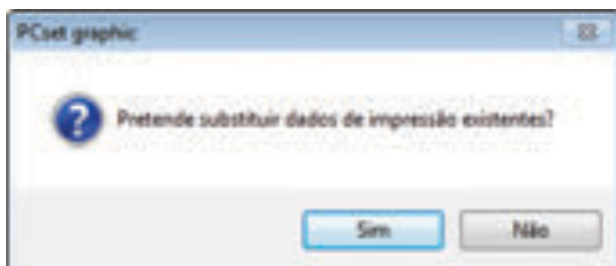 PCset graphic
Pretende substituir dados de impressão existentes?
Sim
Não